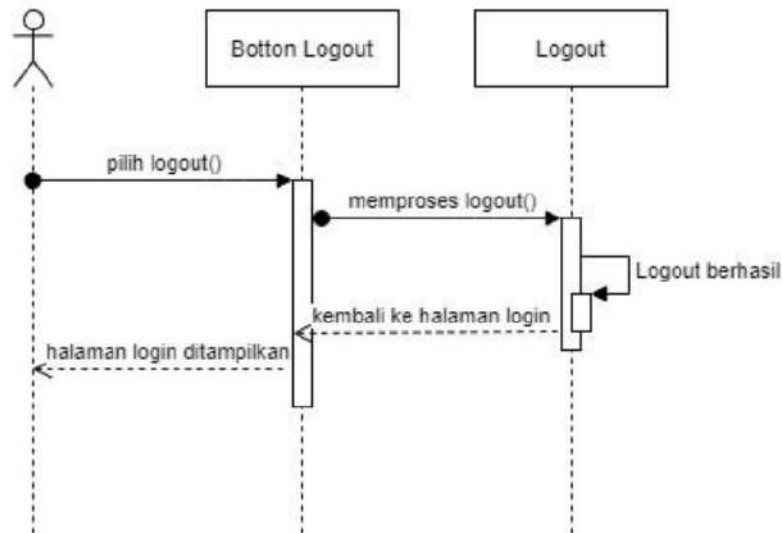 Botton Logout
Logout
pilih logout()
memproses logout()
Logout berhasil
kembali ke halaman login
halaman login ditampilkan